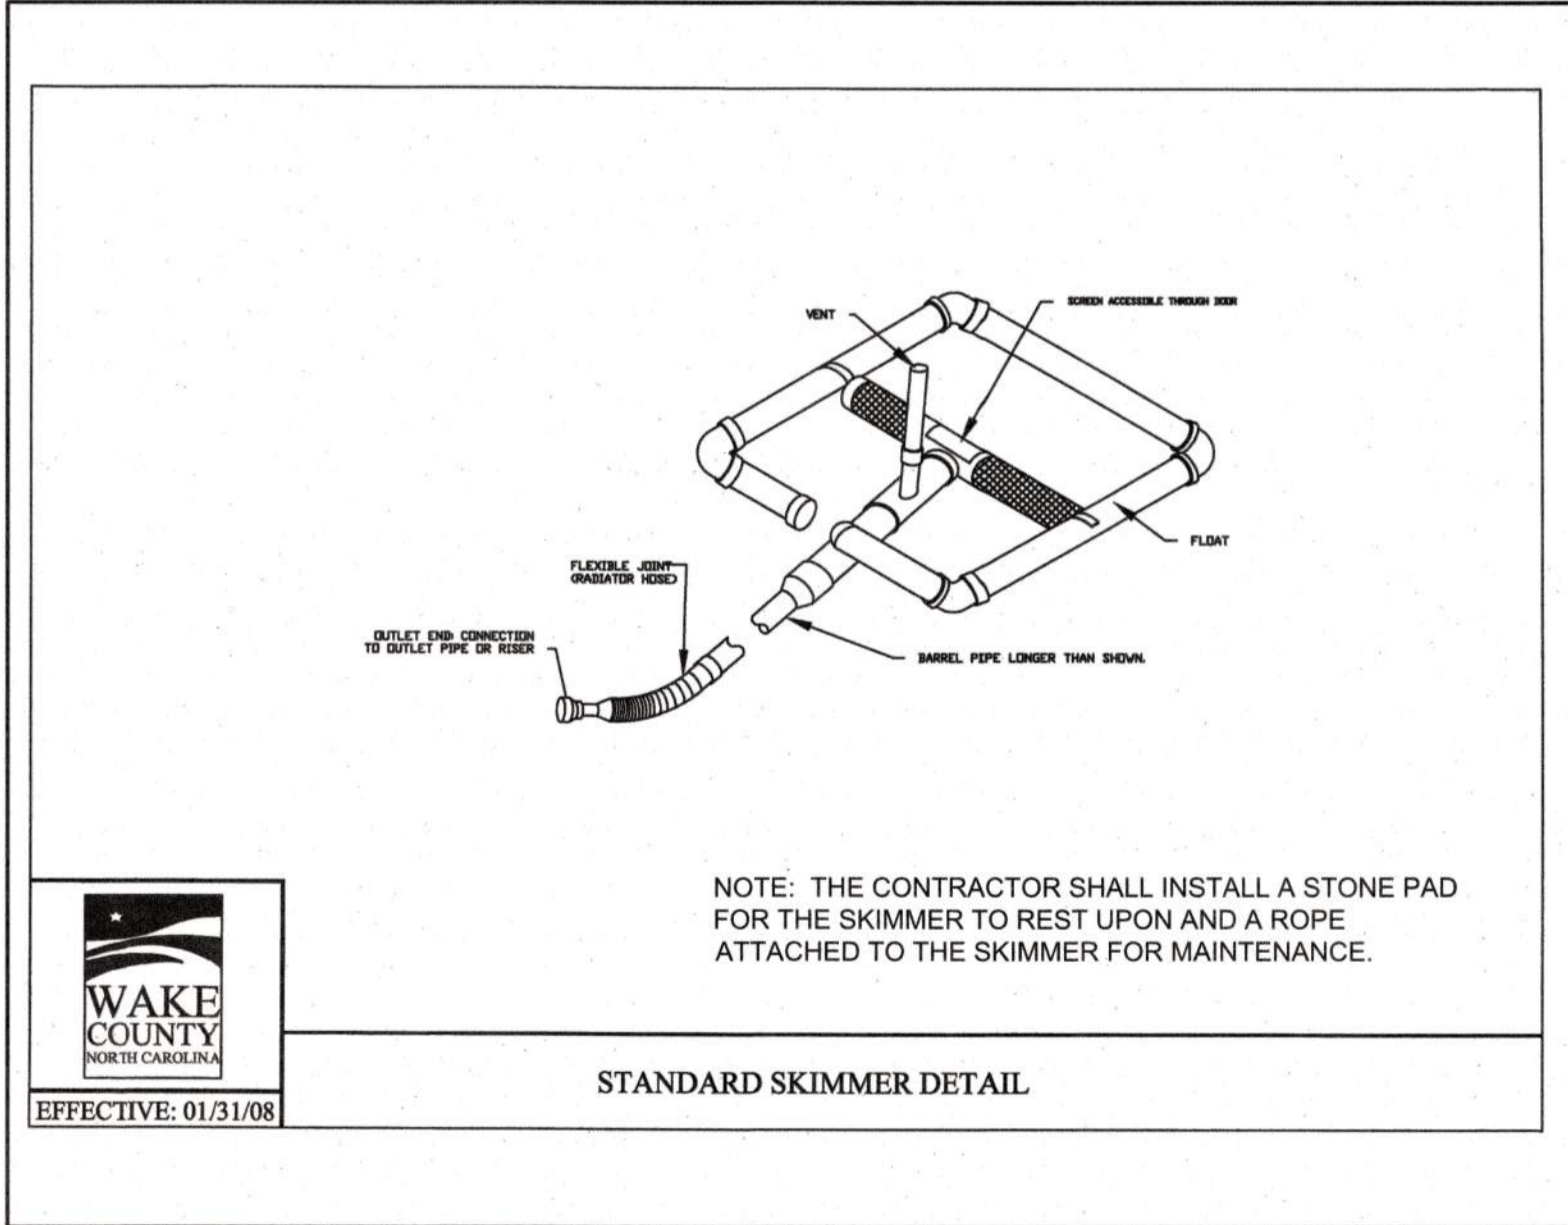 VENT
SCREEN ACCESSIBLE THROUGH DOOR
FLOAT
FLEXIBLE JOINT
(RADIATOR HOSE)
OUTLET END: CONNECTION
TO OUTLET PIPE OR RISER
BARREL PIPE LONGER THAN SHOWN.
NOTE: THE CONTRACTOR SHALL INSTALL A STONE PAD
FOR THE SKIMMER TO REST UPON AND A ROPE
ATTACHED TO THE SKIMMER FOR MAINTENANCE.
WAKE
COUNTY
NORTH CAROLINA
EFFECTIVE: 01/31/08
STANDARD SKIMMER DETAIL